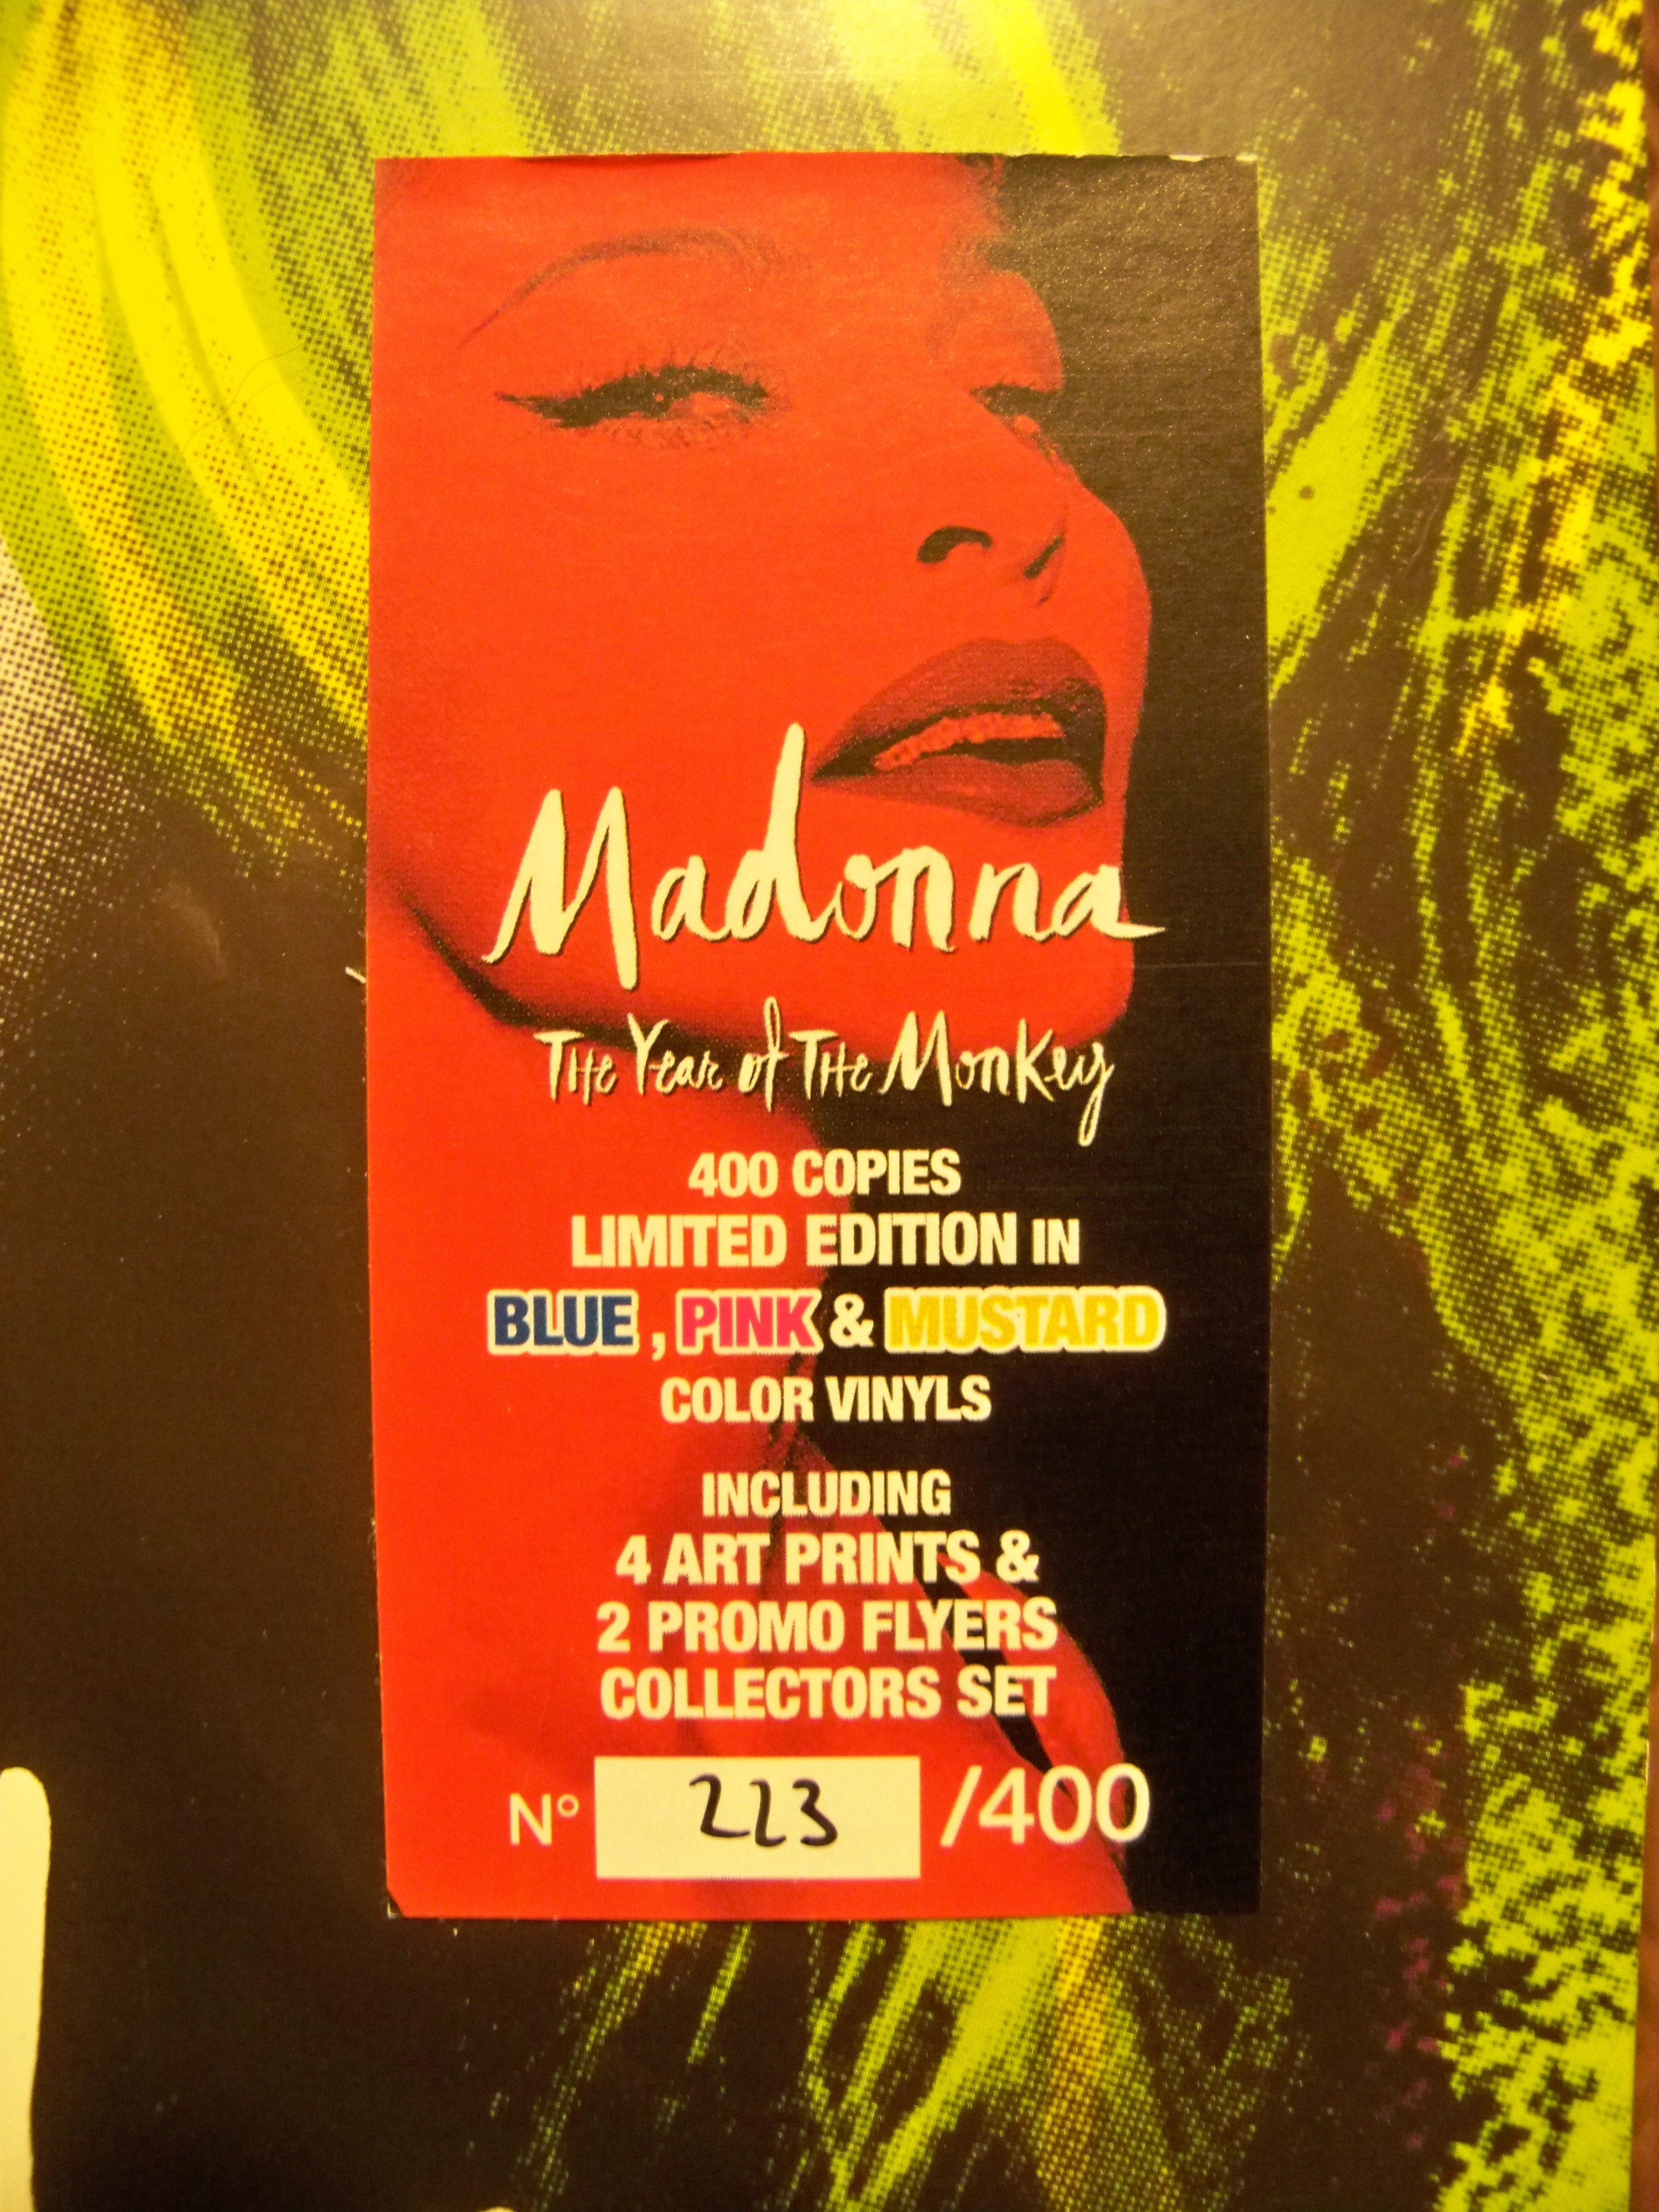 Madonna
The Year of The Monkey
400 COPIES
LIMITED EDITION IN
BLUE, PINK & MUSTARD
COLOR VINYLS
INCLUDING
4 ART PRINTS &
2 PROMO FLYERS
COLLECTORS SET
N° 223 /400